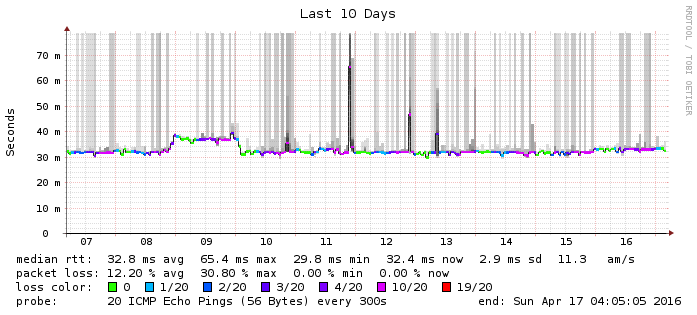 Last 10 Days
RRDTOOL / TOBI OETIKER
Seconds
70 m
60 m
50 m
40 m
30 m
20 m
10 m
0
07 08 09 10 11 12 13 14 15 16
median rtt: 32.8 ms avg 65.4 ms max 29.8 ms min 32.4 ms now 2.9 ms sd 11.3 am/s
packet loss: 12.20 % avg 30.80 % max 0.00 % min 0.00 % now
loss color: 0 1/20 2/20 3/20 4/20 10/20 19/20
probe: 20 ICMP Echo Pings (56 Bytes) every 300s end: Sun Apr 17 04:05:05 2016